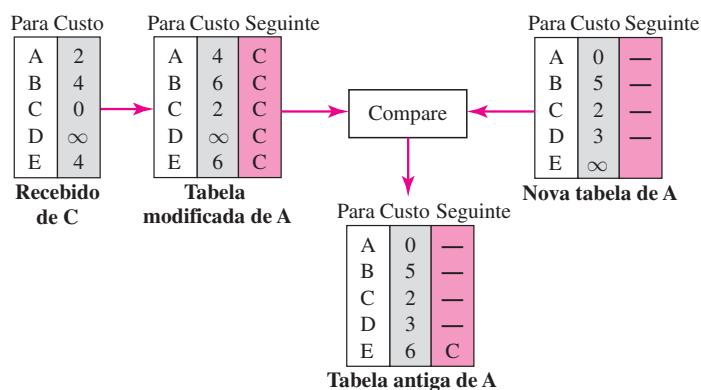 Para Custo
A 2
B 4
C 0
D ∞
E 4
Recebido
de C
Para Custo Seguinte
A 4 C
B 6 C
C 2 C
D ∞ C
E 6 C
Tabela
modificada de A
Compare
Para Custo Seguinte
A 0 —
B 5 —
C 2 —
D 3 —
E ∞
Nova tabela de A
Para Custo Seguinte
A 0 —
B 5 —
C 2 —
D 3 —
E 6 C
Tabela antiga de A